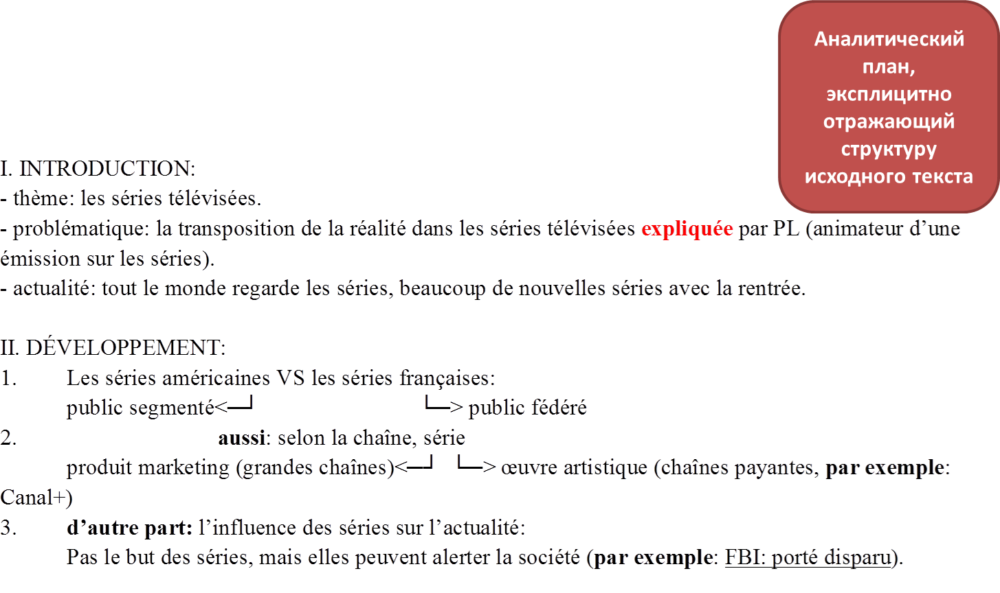 Аналитический
план,
эксплицитно
отражающий
структуру
исходного текста
I. INTRODUCTION:
- thème: les séries télévisées.
- problématique: la transposition de la réalité dans les séries télévisées expliquée par PL (animateur d’une
émission sur les séries).
- actualité: tout le monde regarde les séries, beaucoup de nouvelles séries avec la rentrée.
II. DÉVELOPPEMENT:
1. Les séries américaines VS les séries françaises:
public segmenté<─┘ └─> public fédéré
2. aussi: selon la chaîne, série
produit marketing (grandes chaînes)<─┘ └─> œuvre artistique (chaînes payantes, par exemple:
Canal+)
3. d’autre part: l’influence des séries sur l’actualité:
Pas le but des séries, mais elles peuvent alerter la société (par exemple: FBI: porté disparu).